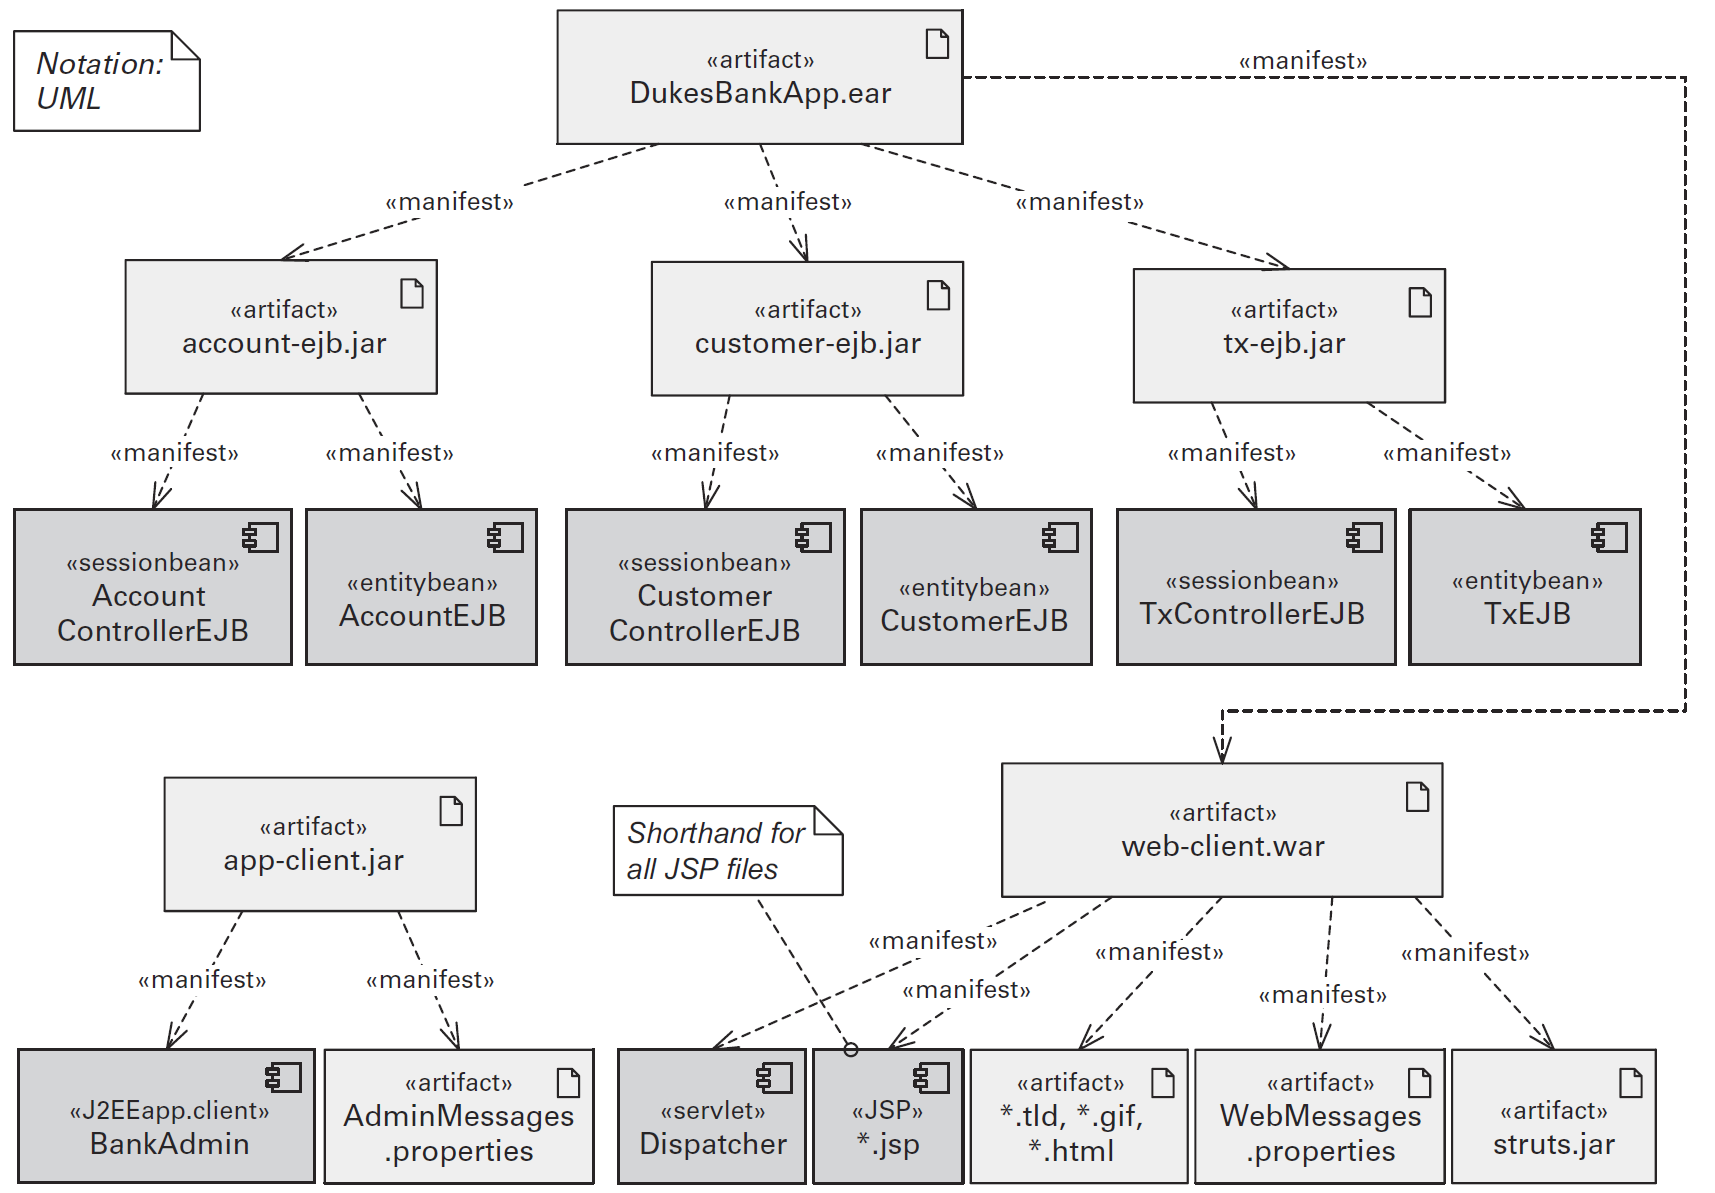 Notation:
UML
«artifact»
DukesBankApp.ear
«manifest»
«manifest»
«manifest»
«manifest»
«artifact»
account-ejb.jar
«artifact»
customer-ejb.jar
«artifact»
tx-ejb.jar
«manifest»
«manifest»
«manifest»
«manifest»
«manifest»
«manifest»
«sessionbean»
Account
ControllerEJB
«entitybean»
AccountEJB
«sessionbean»
Customer
ControllerEJB
«entitybean»
CustomerEJB
«sessionbean»
TxControllerEJB
«entitybean»
TxEJB
«artifact»
app-client.jar
Shorthand for
all JSP files
«artifact»
web-client.war
«manifest»
«manifest»
«manifest»
«manifest»
«manifest»
«manifest»
«manifest»
«J2EEapp.client»
BankAdmin
«artifact»
AdminMessages
.properties
«servlet»
Dispatcher
«JSP»
*.jsp
«artifact»
*.tld, *.gif,
*.html
«artifact»
WebMessages
.properties
«artifact»
struts.jar